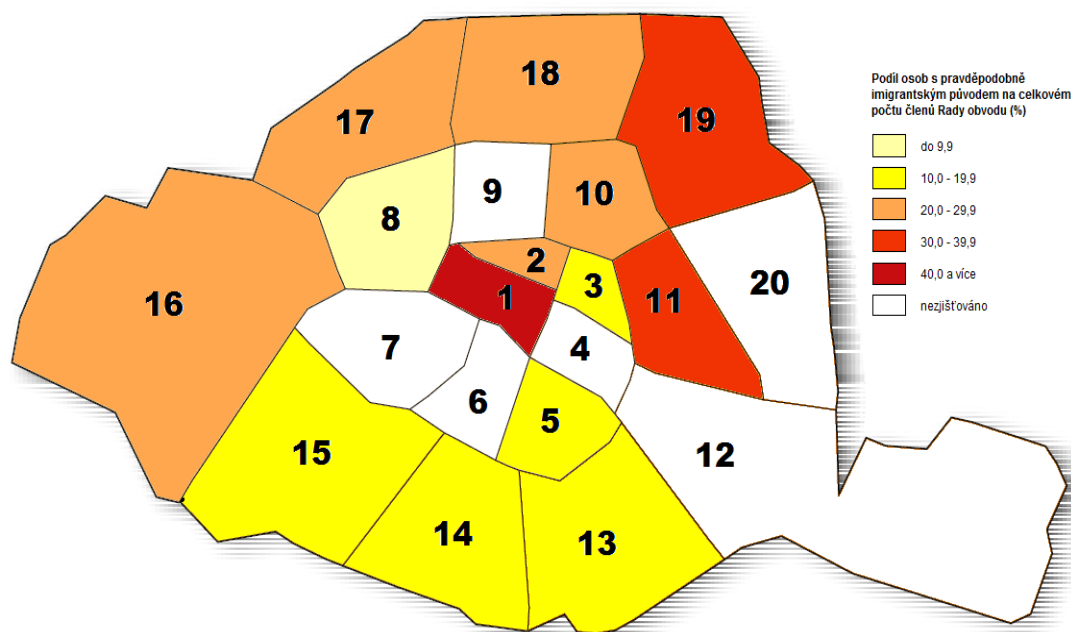 Podíl osob s pravděpodobně
imigrantským původem na celkovém
počtu členů Rady obvodu (%)
do 9,9
10,0 - 19,9
20,0 - 29,9
30,0 - 39,9
40,0 a více
nezjišťováno
18
17
19
9
10
8
2
20
3
1
16
11
7
4
6
5
15
12
14
13